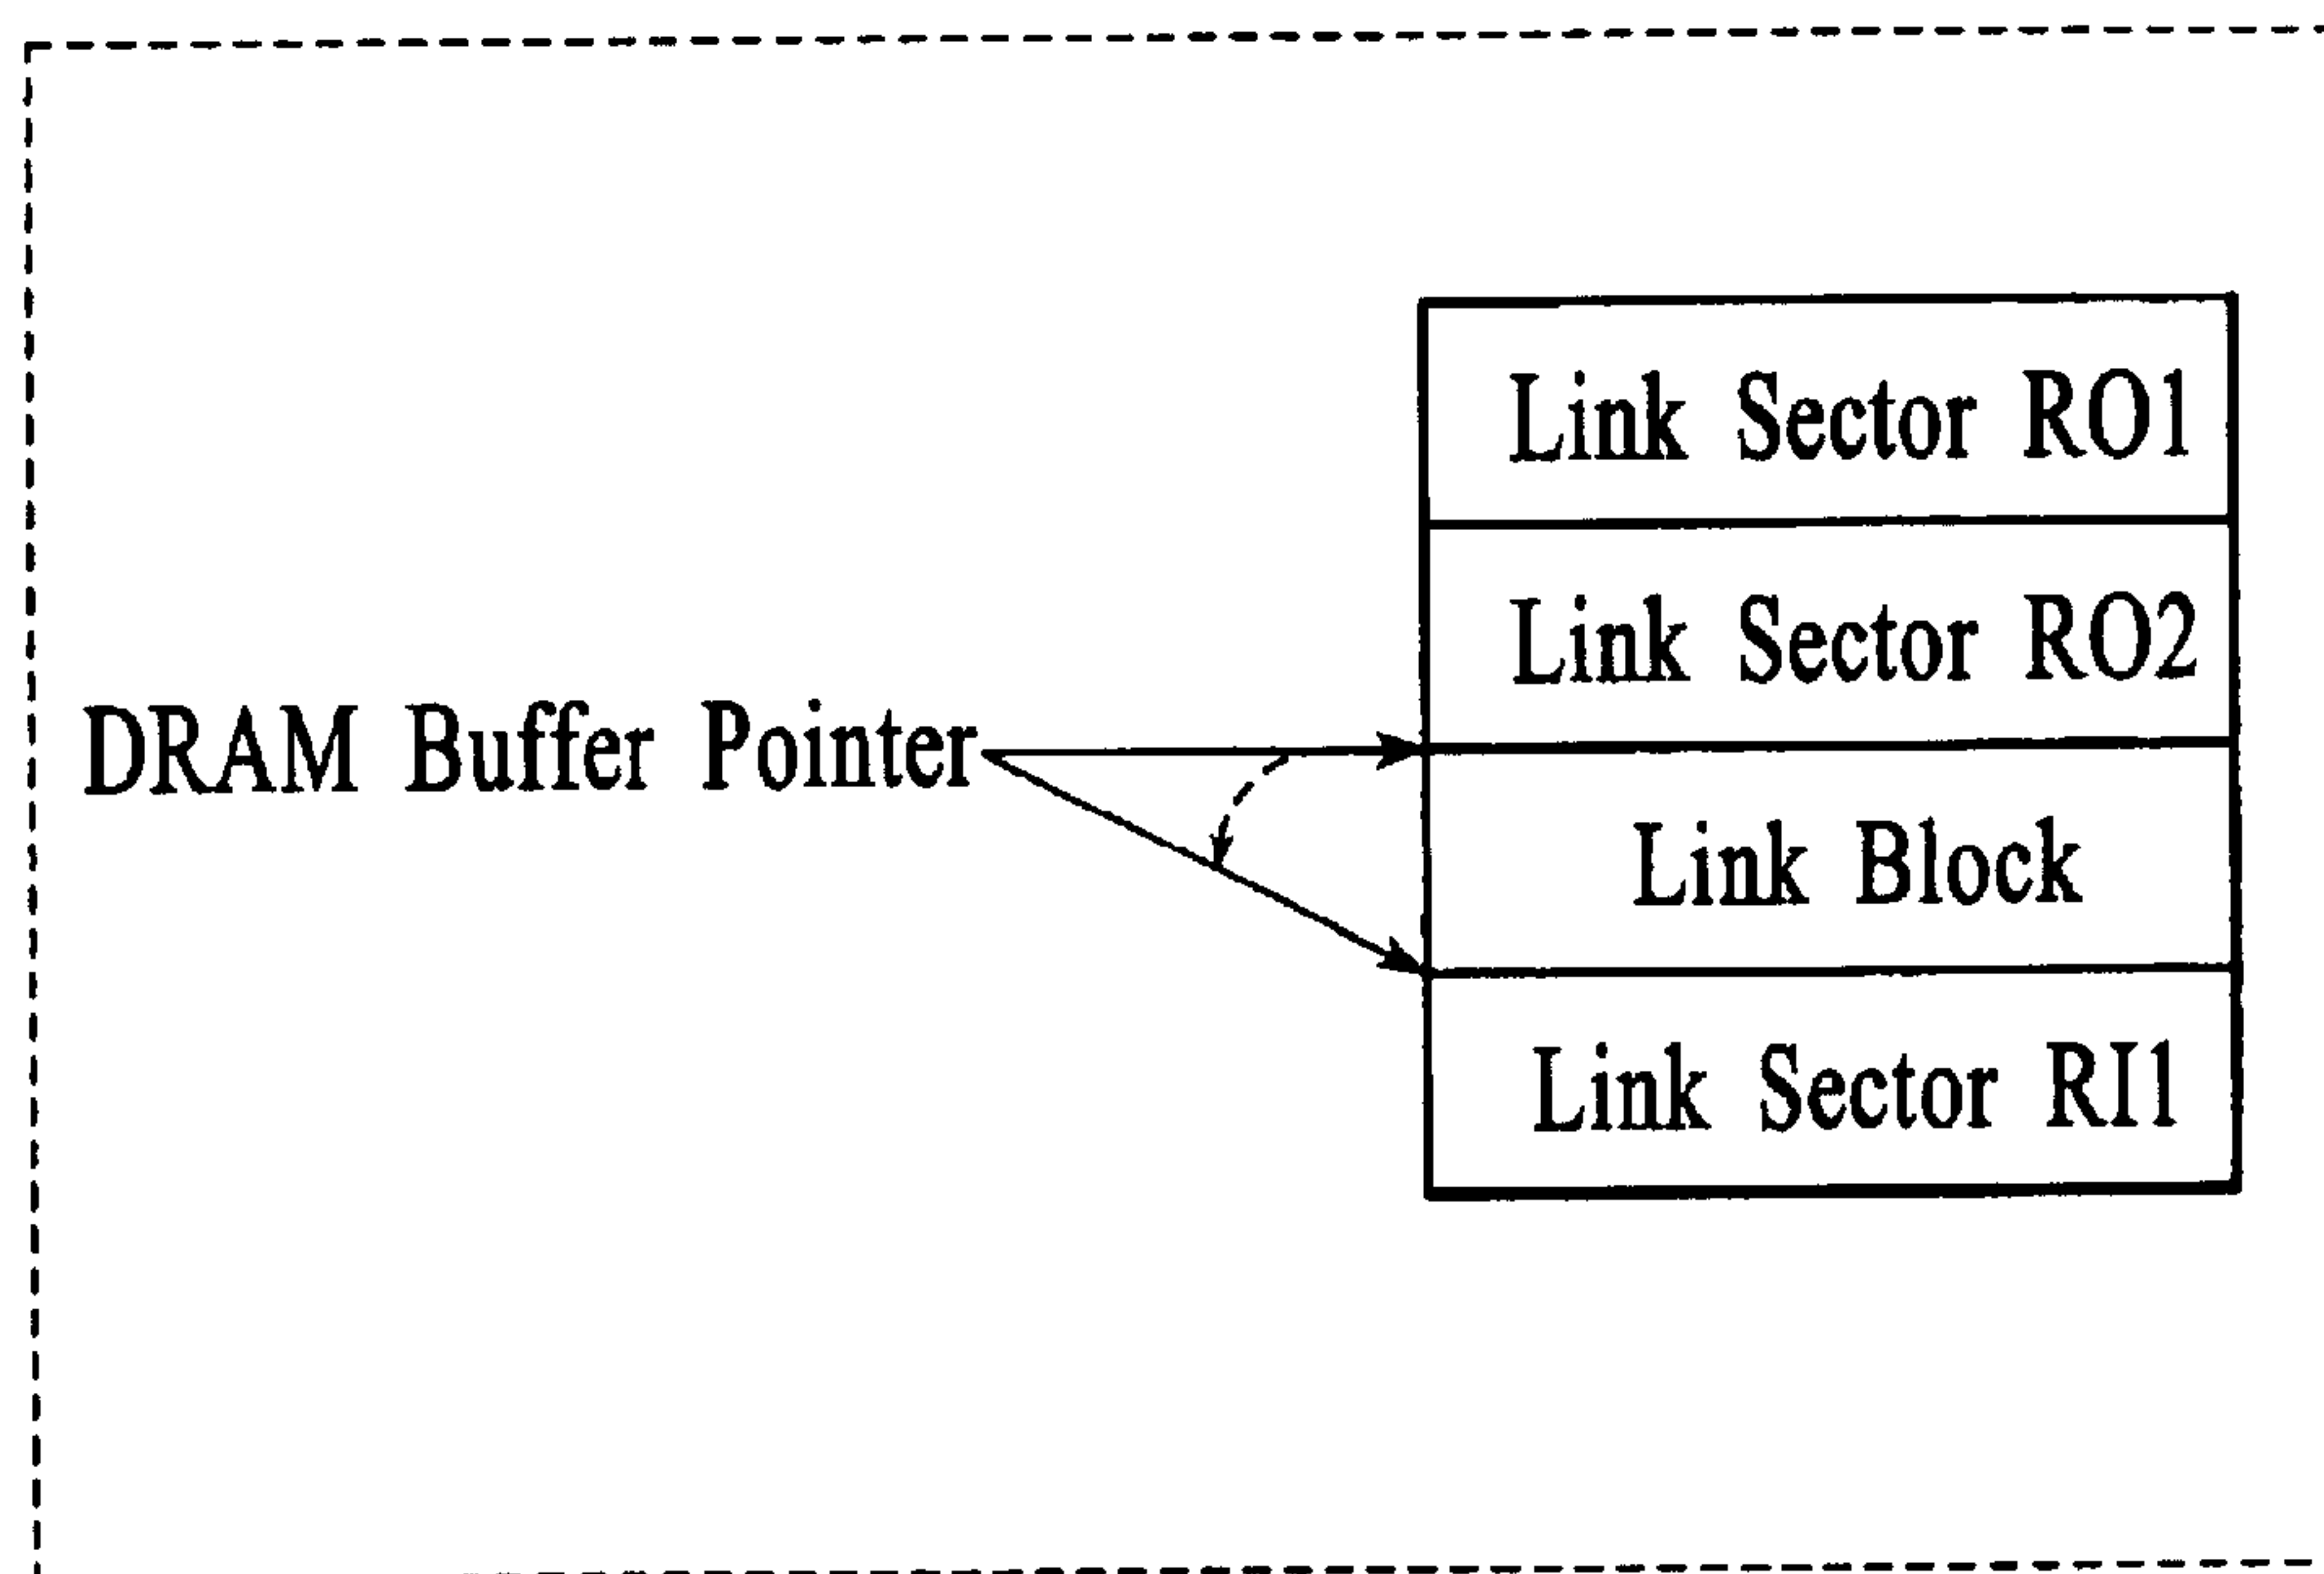 Link Sector RO1
Link Sector RO2
DRAM Buffer Pointer
Link Block
Link Sector RI1